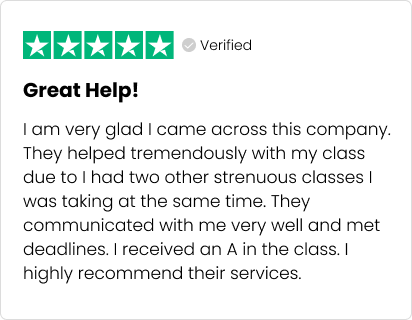 Verified
Great Help!
I am very glad I came across this company.
They helped tremendously with my class
due to I had two other strenuous classes I
was taking at the same time. They
communicated with me very well and met
deadlines. I received an A in the class. I
highly recommend their services.